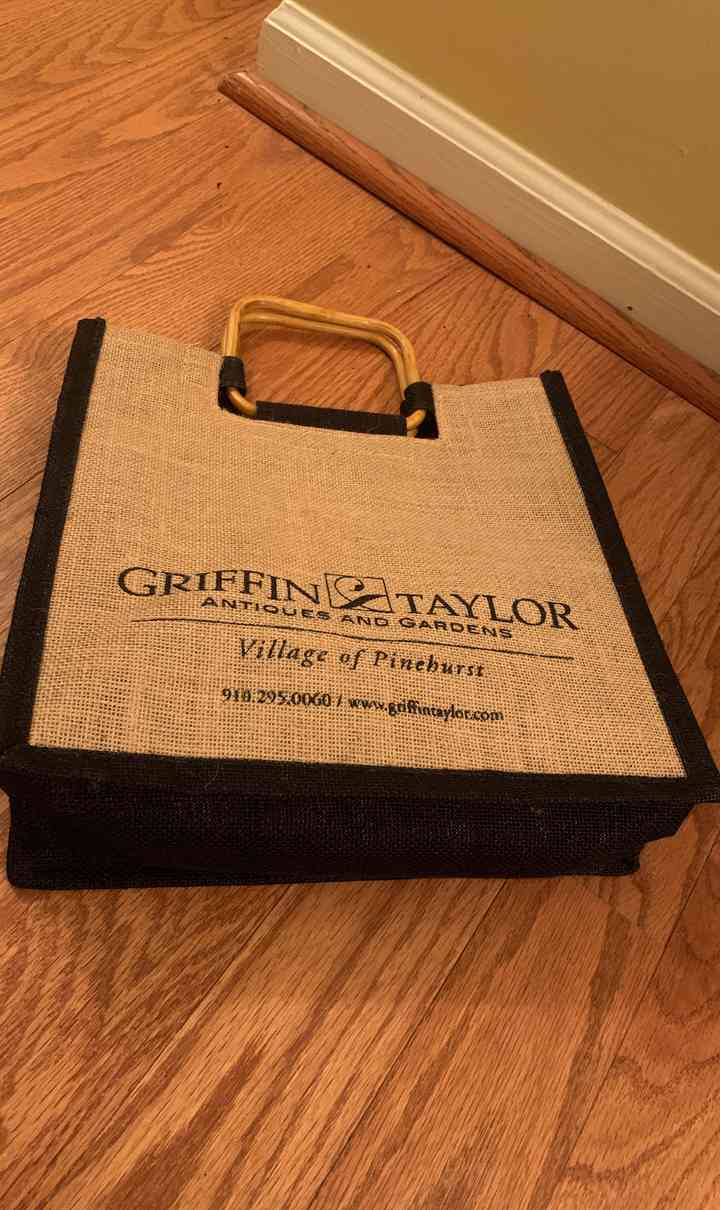 GRIFFIN TAYLOR
ANTIQUES AND GARDENS
Village of Pinehurst
910.295.0060 / www.griffintaylor.com